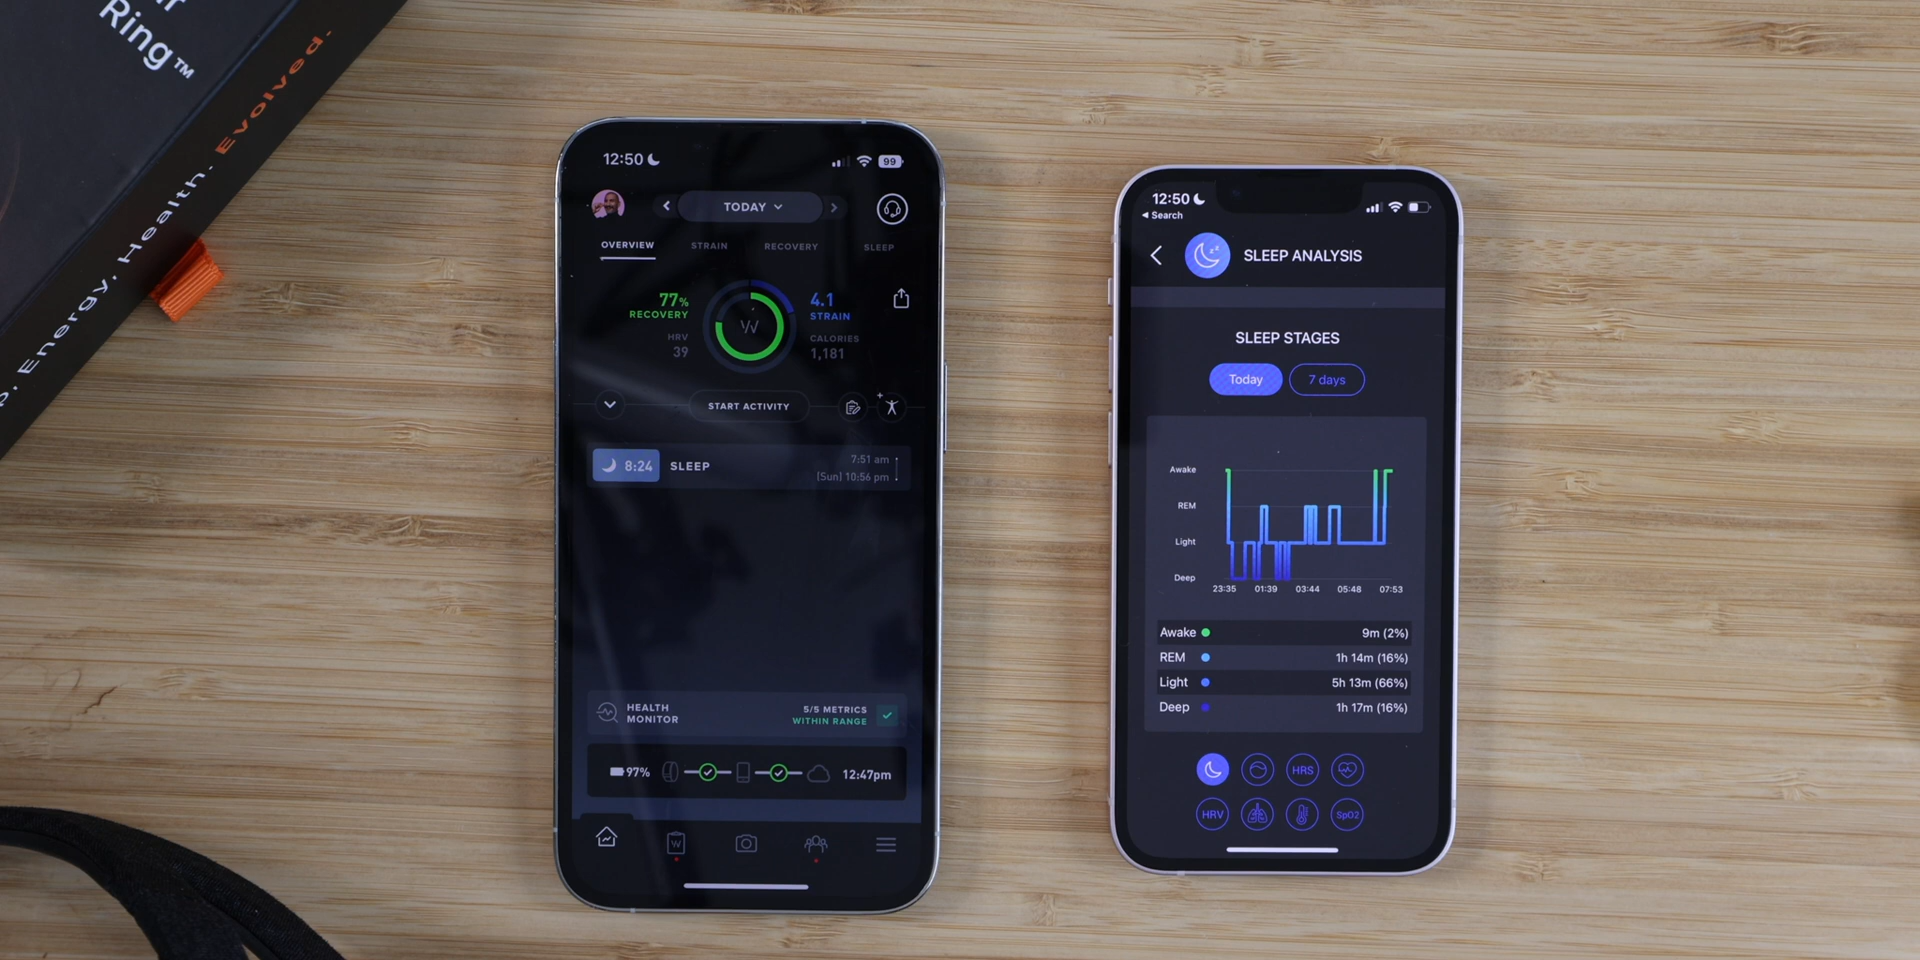 Ring™
Energy. Health. Evolved.
12:50
99
TODAY
OVERVIEW STRAIN RECOVERY SLEEP
77%
RECOVERY
HRV
39
W
4.1
STRAIN
CALORIES
1,181
START ACTIVITY
8:24 SLEEP
7:51 am
[Sun] 10:56 pm
HEALTH
MONITOR
5/5 METRICS
WITHIN RANGE
97%
12:47pm
W
12:50
Search
SLEEP ANALYSIS
SLEEP STAGES
Today 7 days
Awake
REM
Light
Deep
23:35 01:39 03:44 05:48 07:53
Awake 9m (2%)
REM 1h 14m (16%)
Light 5h 13m (66%)
Deep 1h 17m (16%)
HRS
HRV SpO2